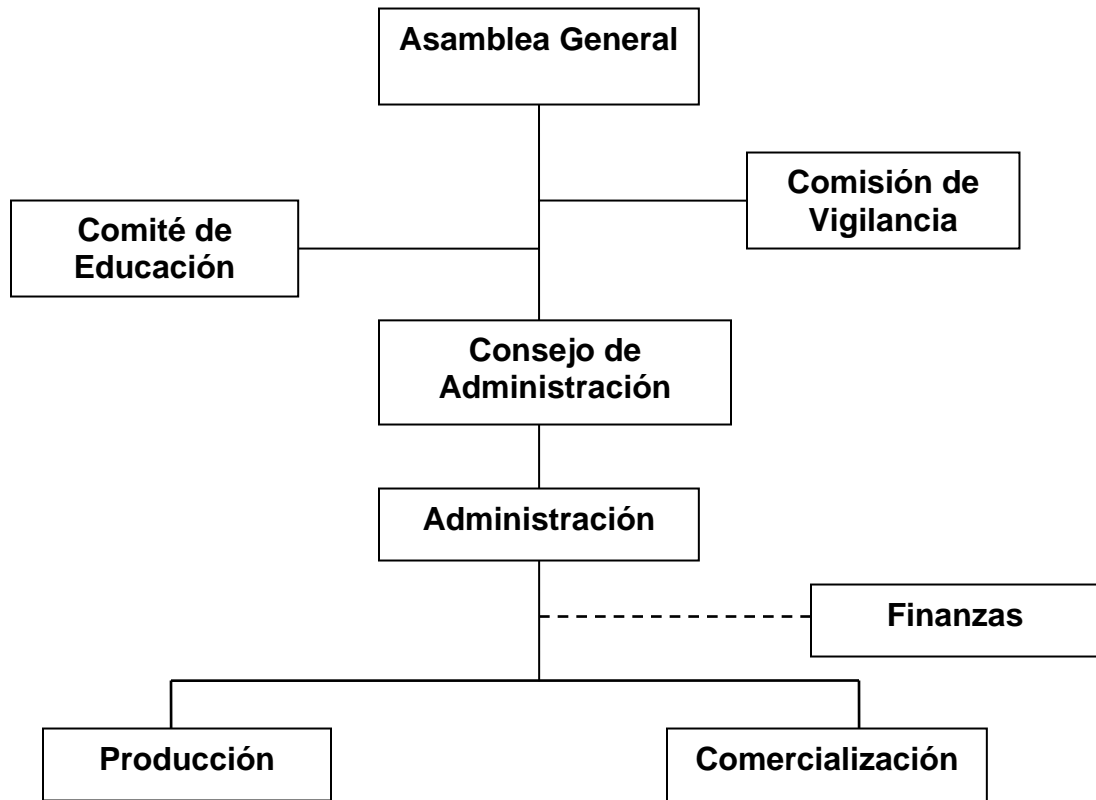 Asamblea General
Comisión de
Vigilancia
Comité de
Educación
Consejo de
Administración
Administración
Finanzas
Producción
Comercialización